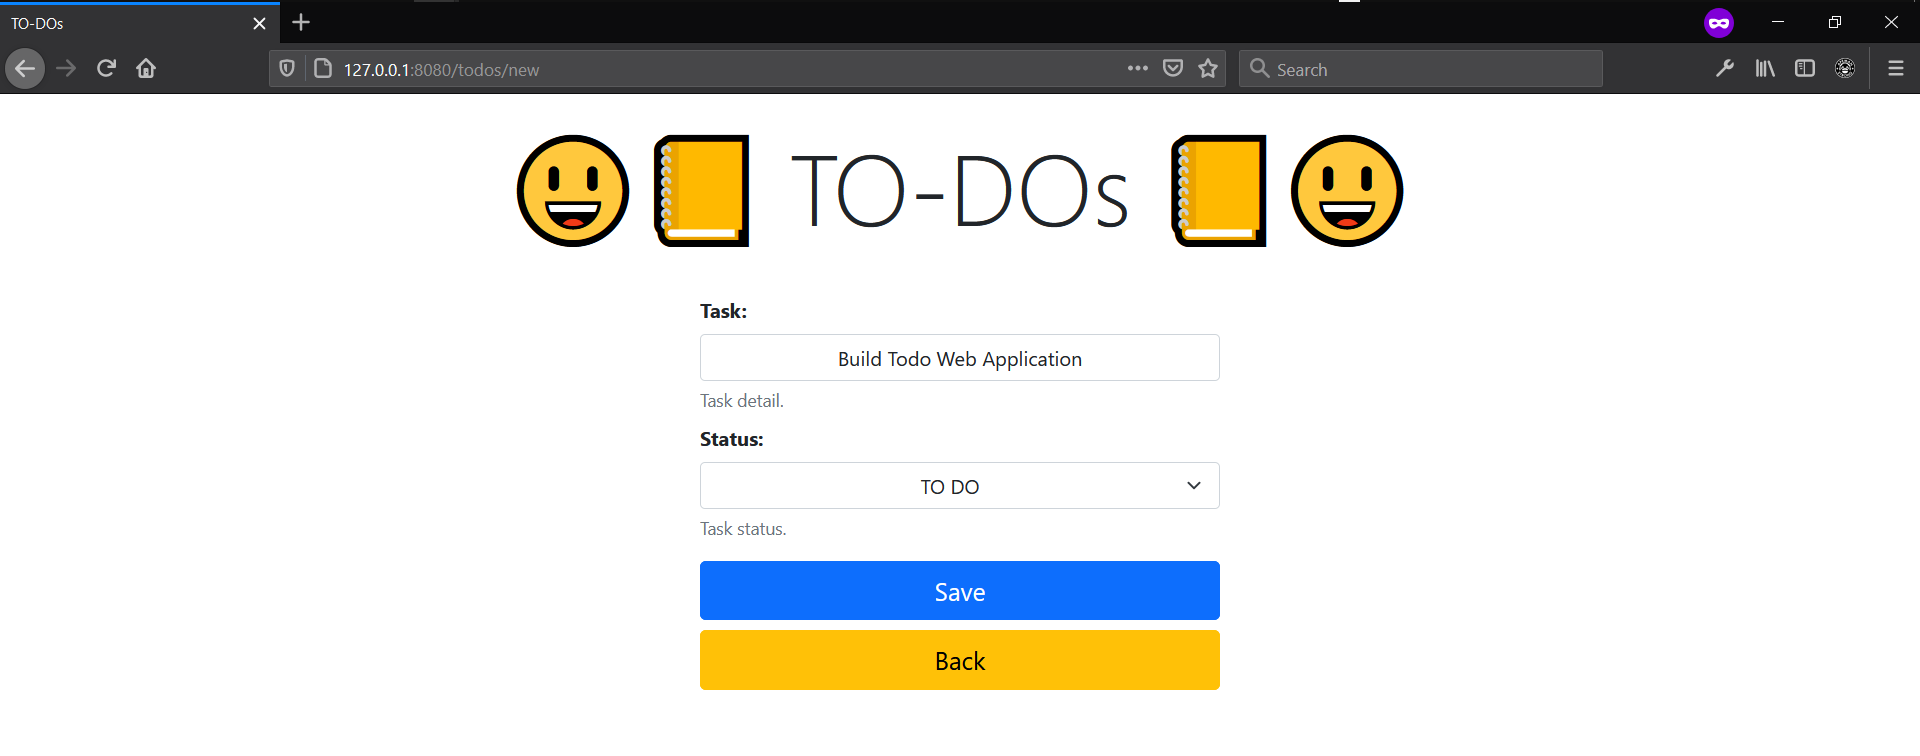 TO-DOs
127.0.0.1:8080/todos/new
Search
TO-DOs
Task:
Build Todo Web Application
Task detail.
Status:
TO DO
Task status.
Save
Back